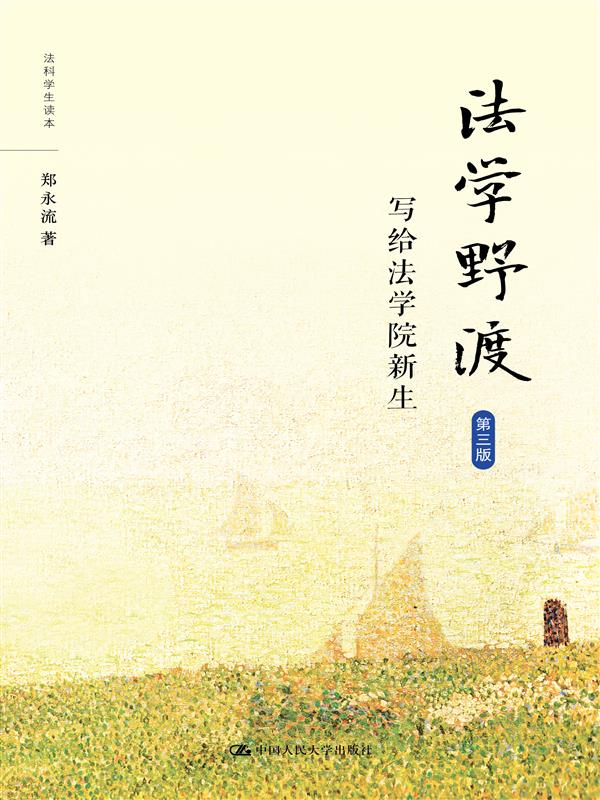 法学野渡
写给法学院新生
第三版
法科学生读本
郑永流 著
中国人民大学出版社